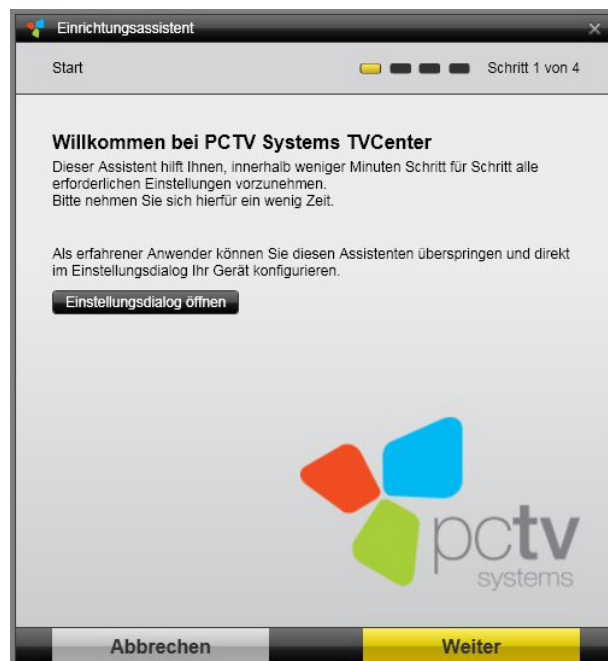 Einrichtungsassistent
Start
Schritt 1 von 4
Willkommen bei PCTV Systems TVCenter
Dieser Assistent hilft Ihnen, innerhalb weniger Minuten Schritt für Schritt alle
erforderlichen Einstellungen vorzunehmen.
Bitte nehmen Sie sich hierfür ein wenig Zeit.
Als erfahrener Anwender können Sie diesen Assistenten überspringen und direkt
im Einstellungsdialog Ihr Gerät konfigurieren.
Einstellungsdialog öffnen
pctv
systems
Abbrechen
Weiter